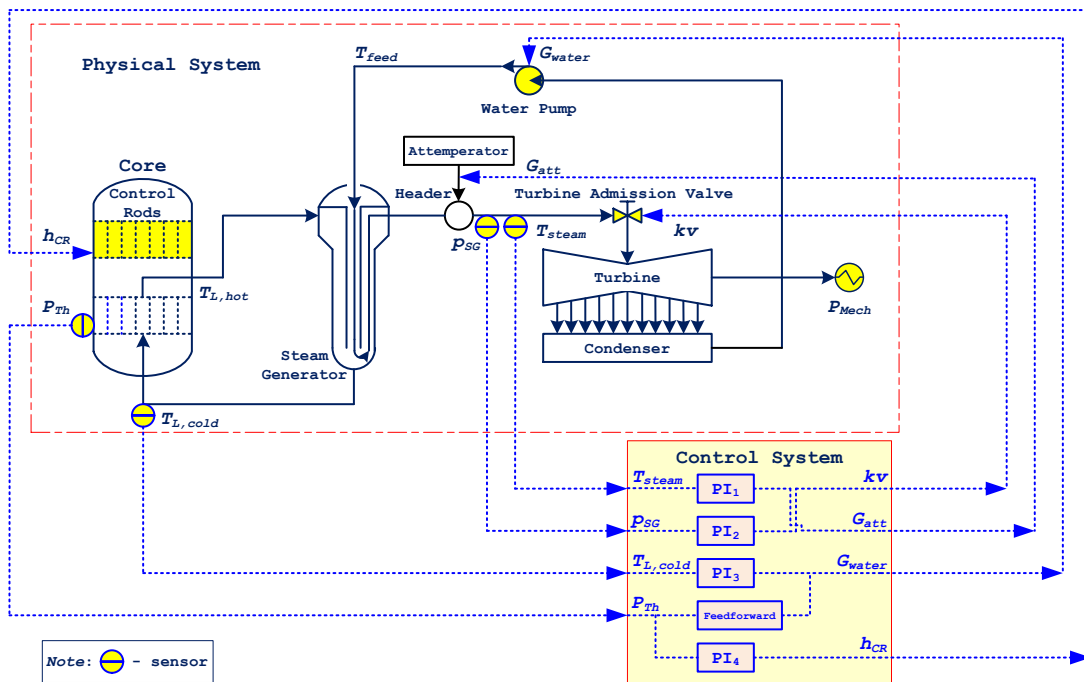 T_feed
G_water
Physical System
Water Pump
Attemperator
G_att
Core
Control
Rods
Header
Turbine Admission Valve
h_CR
p_SG
T_steam
kv
Turbine
T_L,hot
P_Th
P_Mech
Steam
Generator
Condenser
T_L,cold
Control System
T_steam
PI_1
kv
p_SG
PI_2
G_att
T_L,cold
PI_3
G_water
P_Th
Feedforward
PI_4
h_CR
Note: - sensor